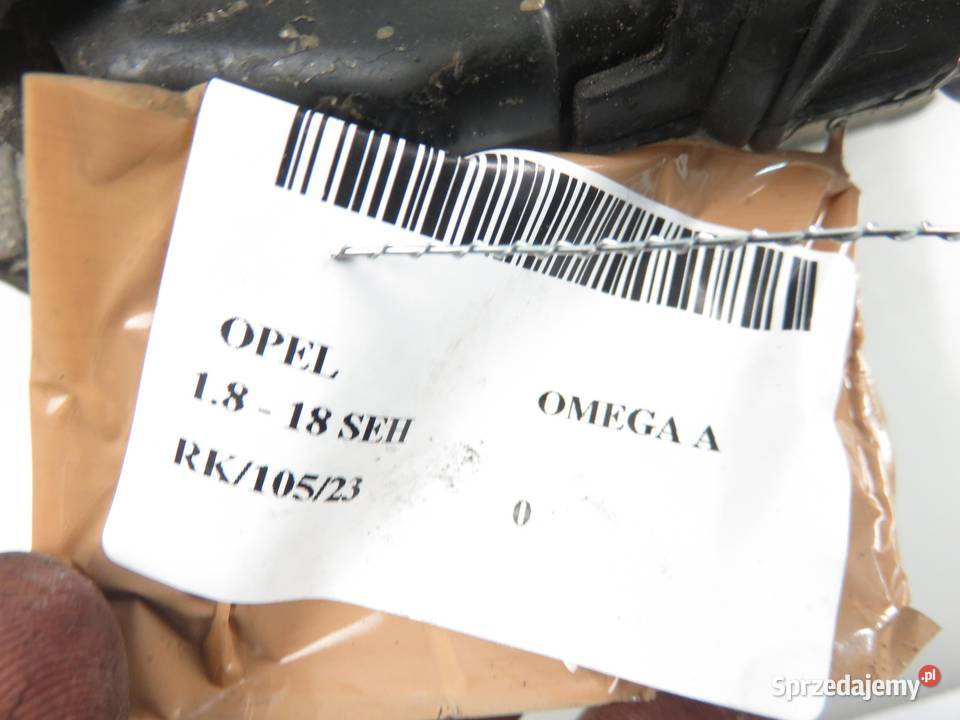 OPEL
OMEGA A
1.8 - 18 SEH
RK/105/23
0
Sprzedajemy.pl